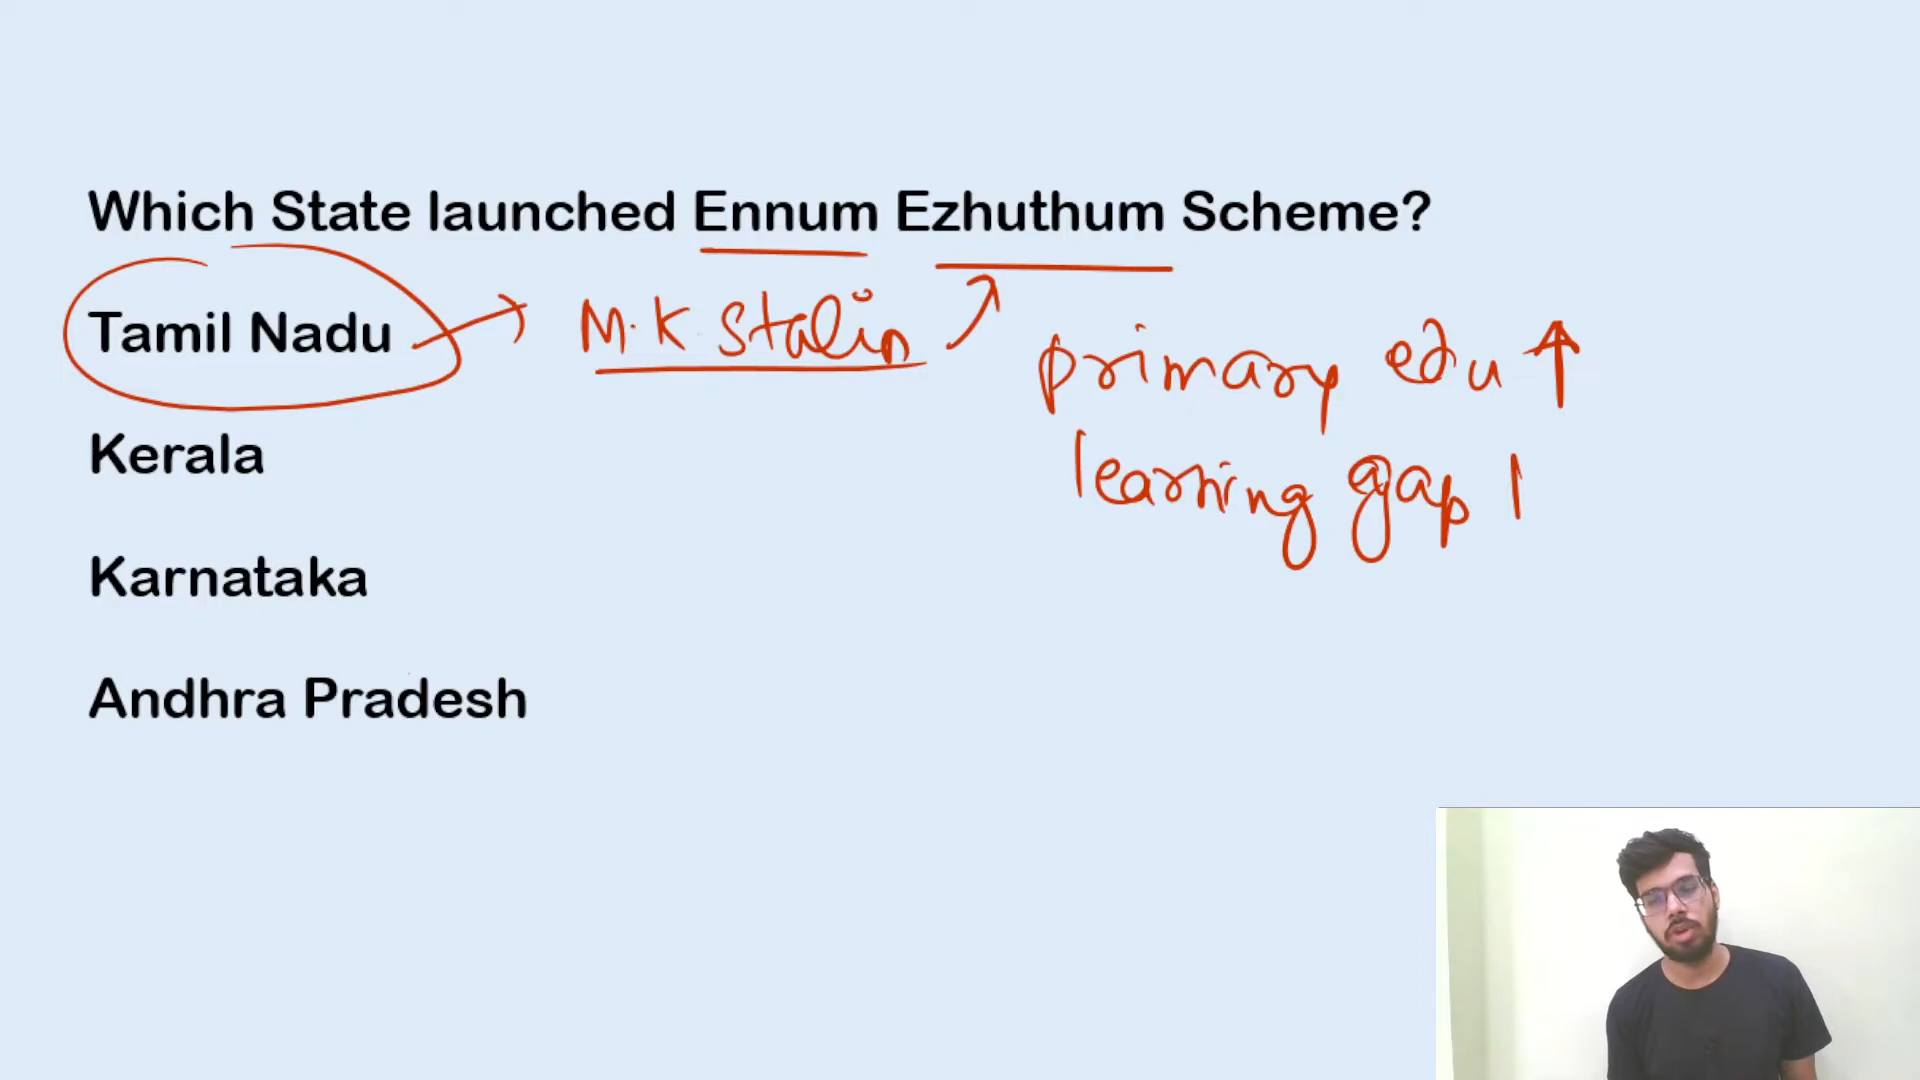 Which State launched Ennum Ezhuthum Scheme?
Tamil Nadu
M.K. Stalin
primary edu ↑
learning gap
Kerala
Karnataka
Andhra Pradesh